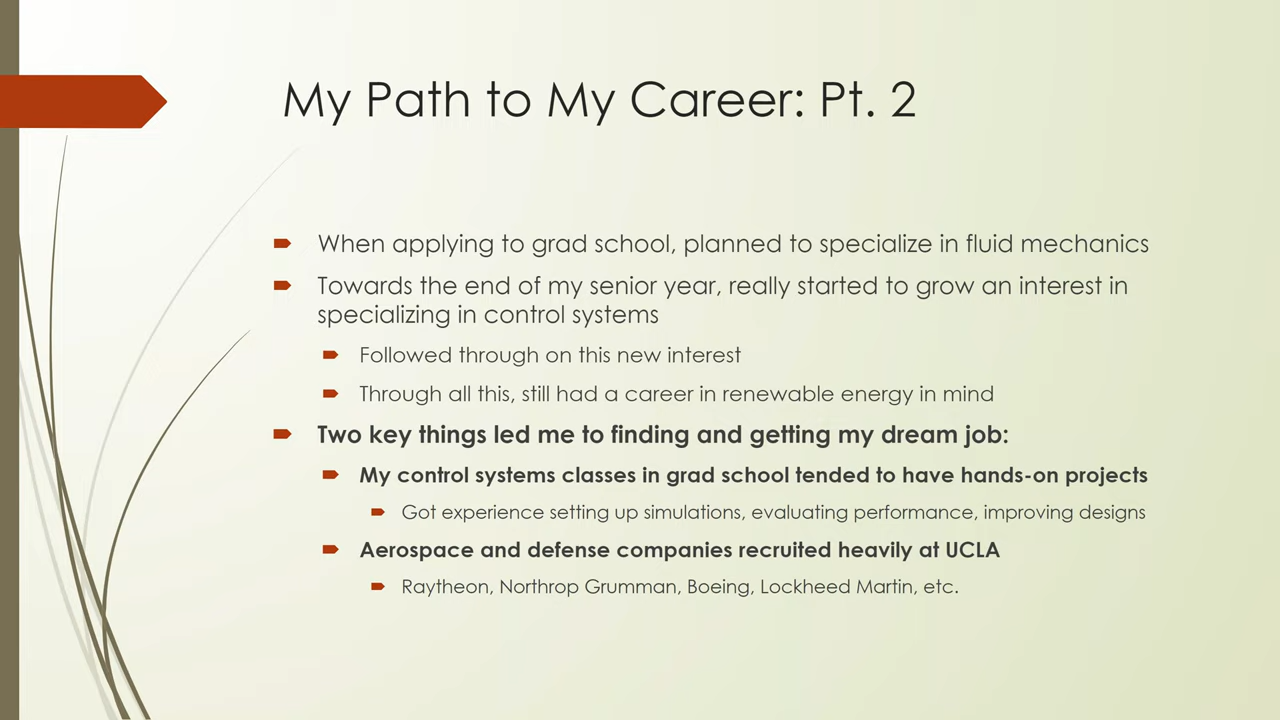 My Path to My Career: Pt. 2
When applying to grad school, planned to specialize in fluid mechanics
Towards the end of my senior year, really started to grow an interest in
specializing in control systems
Followed through on this new interest
Through all this, still had a career in renewable energy in mind
Two key things led me to finding and getting my dream job:
My control systems classes in grad school tended to have hands-on projects
Got experience setting up simulations, evaluating performance, improving designs
Aerospace and defense companies recruited heavily at UCLA
Raytheon, Northrop Grumman, Boeing, Lockheed Martin, etc.